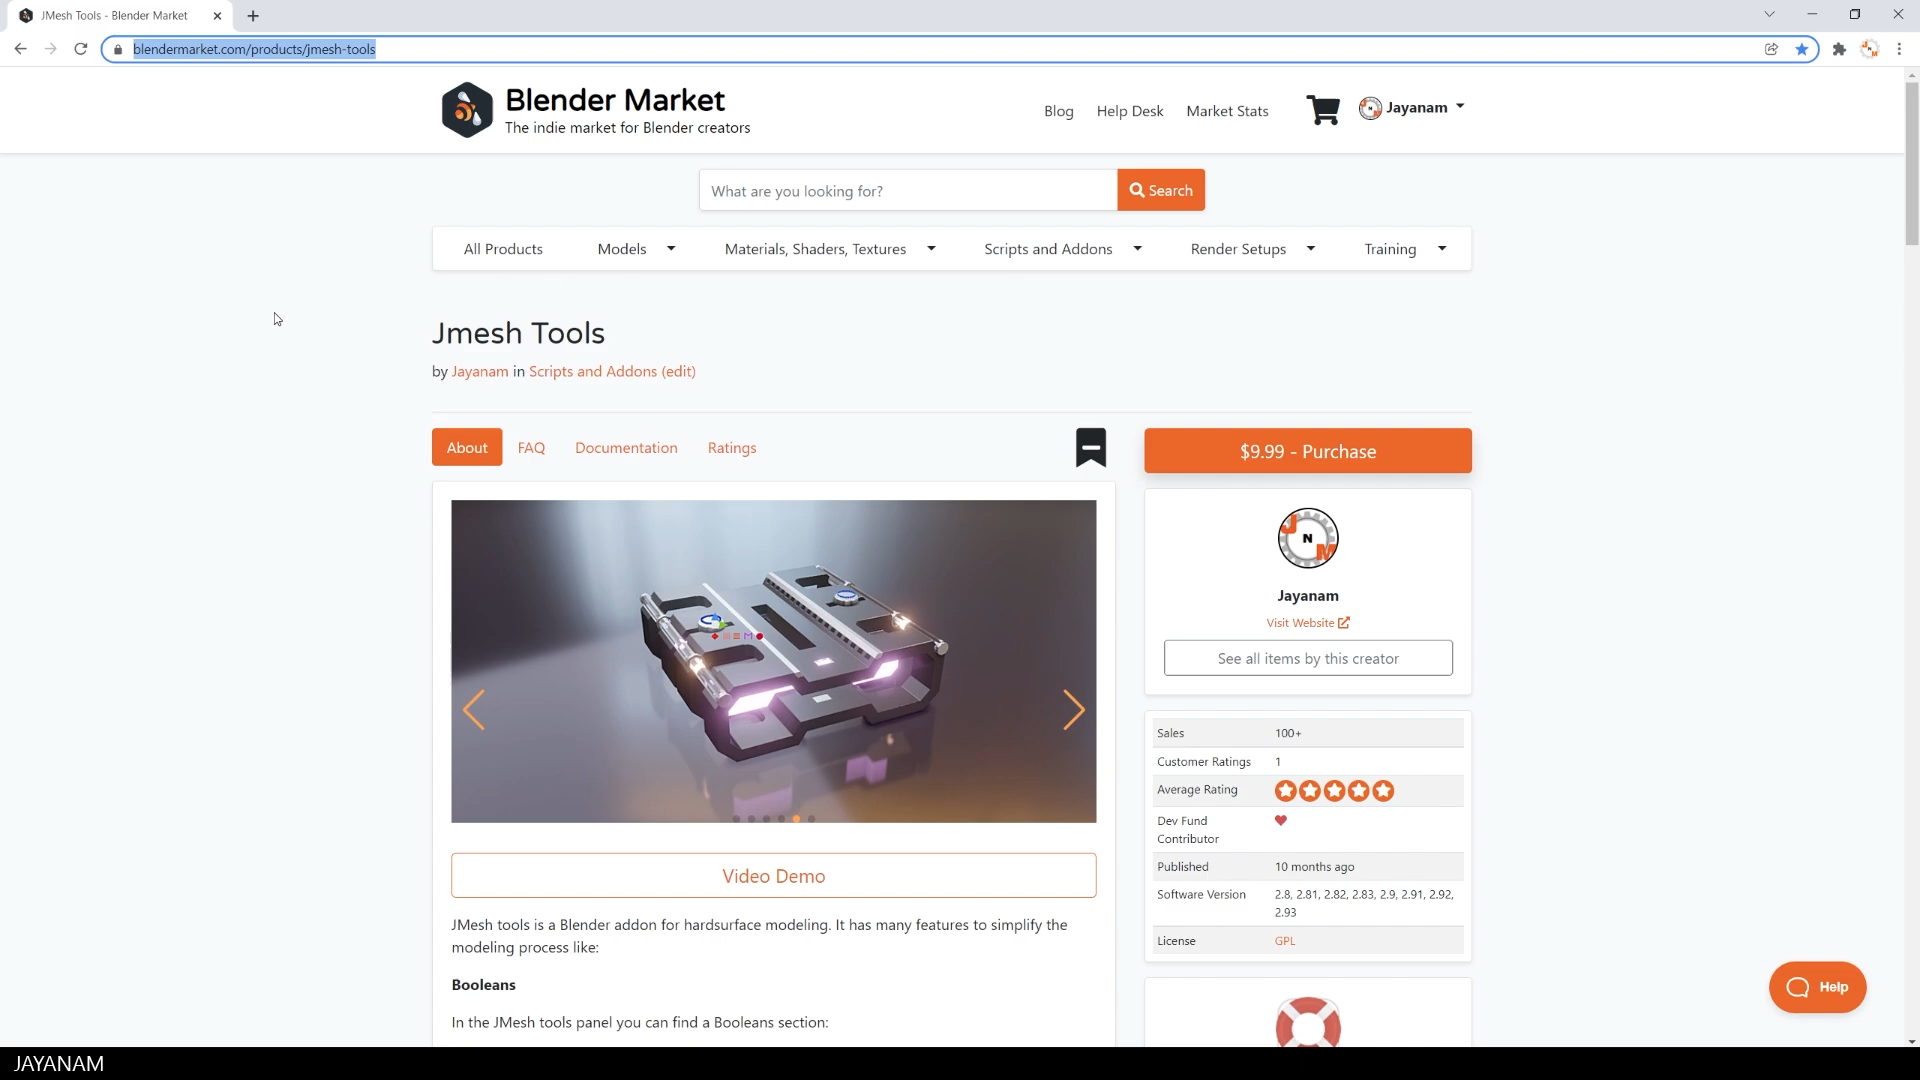 JMesh Tools - Blender Market
blendermarket.com/products/jmesh-tools
Blender Market
The indie market for Blender creators
Blog Help Desk Market Stats Jayanam
What are you looking for? Search
All Products Models Materials, Shaders, Textures Scripts and Addons Render Setups Training
Jmesh Tools
by Jayanam in Scripts and Addons (edit)
About FAQ Documentation Ratings
$9.99 - Purchase
J N M
Jayanam
Visit Website
See all items by this creator
Sales 100+
Customer Ratings 1
Average Rating
Dev Fund
Contributor
Published 10 months ago
Software Version 2.8, 2.81, 2.82, 2.83, 2.9, 2.91, 2.92,
2.93
License GPL
Video Demo
JMesh tools is a Blender addon for hardsurface modeling. It has many features to simplify the
modeling process like:
Booleans
In the JMesh tools panel you can find a Booleans section:
Help
JAYANAM